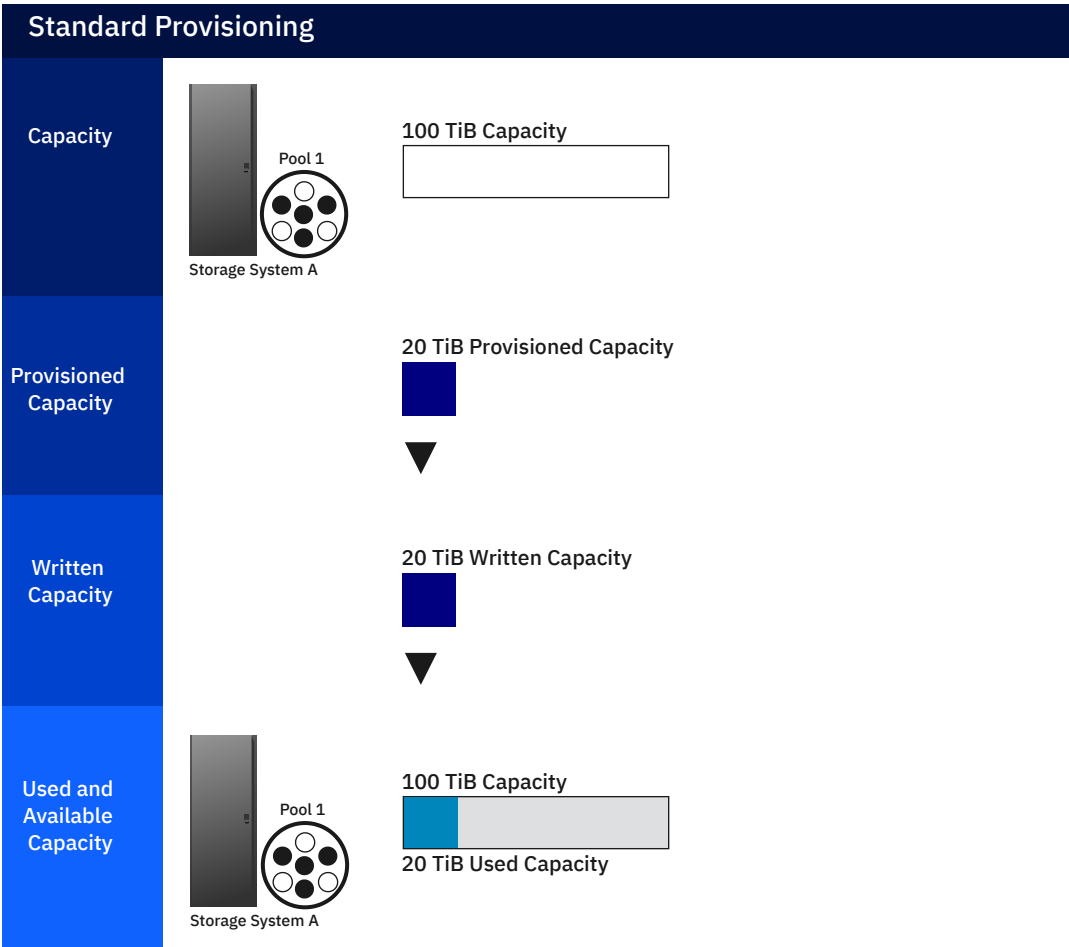 Standard Provisioning
Capacity
Pool 1
Storage System A
100 TiB Capacity
Provisioned
Capacity
20 TiB Provisioned Capacity
Written
Capacity
20 TiB Written Capacity
Used and
Available
Capacity
Pool 1
Storage System A
100 TiB Capacity
20 TiB Used Capacity